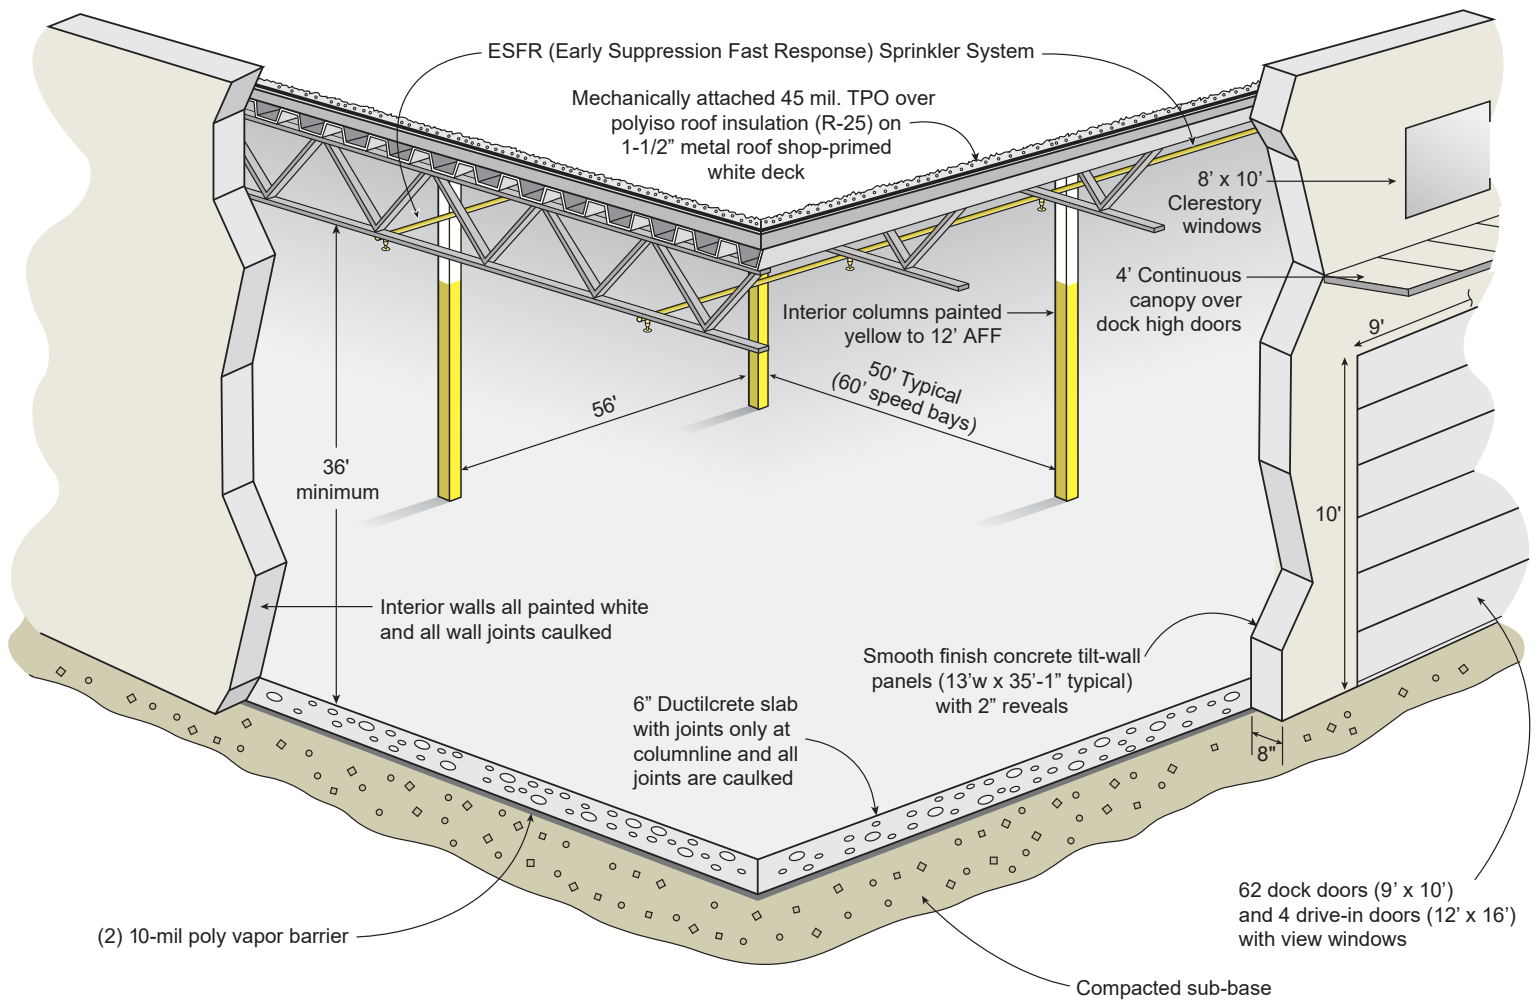 ESFR (Early Suppression Fast Response) Sprinkler System
Mechanically attached 45 mil. TPO over
polyiso roof insulation (R-25) on
1-1/2” metal roof shop-primed
white deck
8’ x 10’
Clerestory
windows
4’ Continuous
canopy over
dock high doors
Interior columns painted
yellow to 12’ AFF
9'
50' Typical
(60’ speed bays)
56'
36'
minimum
10'
Interior walls all painted white
and all wall joints caulked
Smooth finish concrete tilt-wall
panels (13’w x 35’-1” typical)
with 2” reveals
6” Ductilcrete slab
with joints only at
columnline and all
joints are caulked
8"
62 dock doors (9’ x 10’)
and 4 drive-in doors (12’ x 16’)
with view windows
(2) 10-mil poly vapor barrier
Compacted sub-base